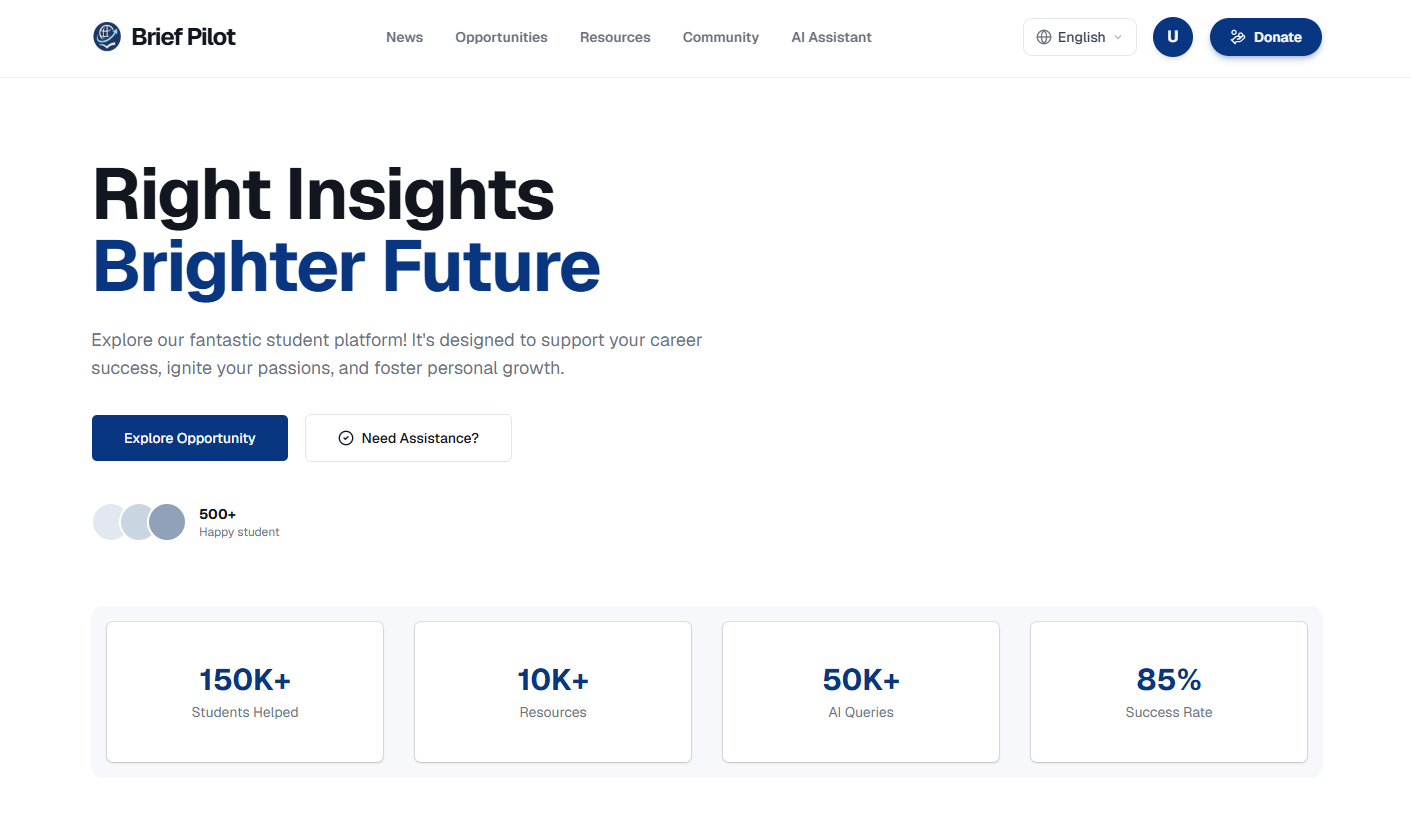 Brief Pilot
News
Opportunities
Resources
Community
AI Assistant
English
U
Donate
Right Insights
Brighter Future
Explore our fantastic student platform! It's designed to support your career
success, ignite your passions, and foster personal growth.
Explore Opportunity
Need Assistance?
500+
Happy student
150K+
Students Helped
10K+
Resources
50K+
AI Queries
85%
Success Rate